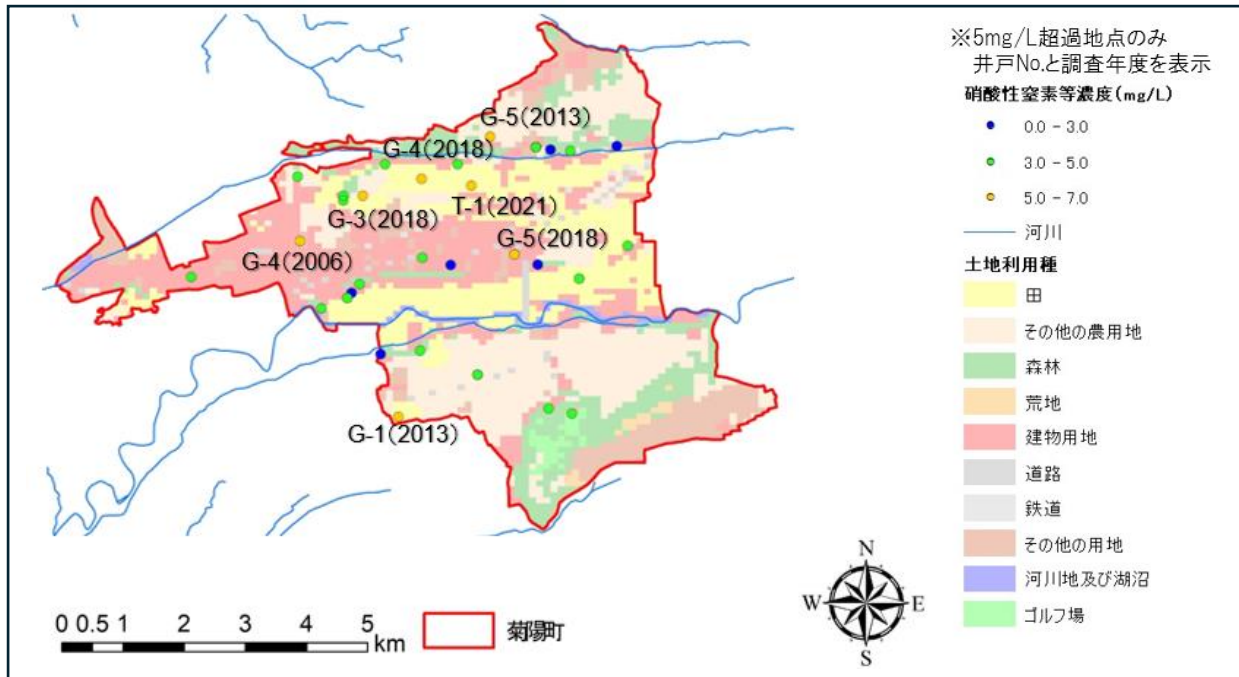 ※5mg/L超過地点のみ
井戸No.と調査年度を表示
硝酸性窒素等濃度(mg/L)
0.0 - 3.0
3.0 - 5.0
5.0 - 7.0
河川
土地利用種
田
その他の農用地
森林
荒地
建物用地
道路
鉄道
その他の用地
河川地及び湖沼
ゴルフ場
G-5(2013)
G-4(2018)
G-3(2018)
T-1(2021)
G-5(2018)
G-4(2006)
G-1(2013)
0 0.5 1 2 3 4 5
km
菊陽町
N
W
E
S